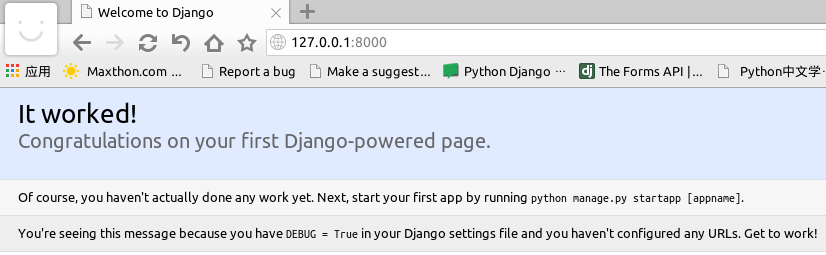 Welcome to Django
127.0.0.1:8000
应用 Maxthon.com ... Report a bug Make a suggest... Python Django ... The Forms API |... Python中文学·
It worked!
Congratulations on your first Django-powered page.
Of course, you haven't actually done any work yet. Next, start your first app by running python manage.py startapp [appname].
You're seeing this message because you have DEBUG = True in your Django settings file and you haven't configured any URLs. Get to work!